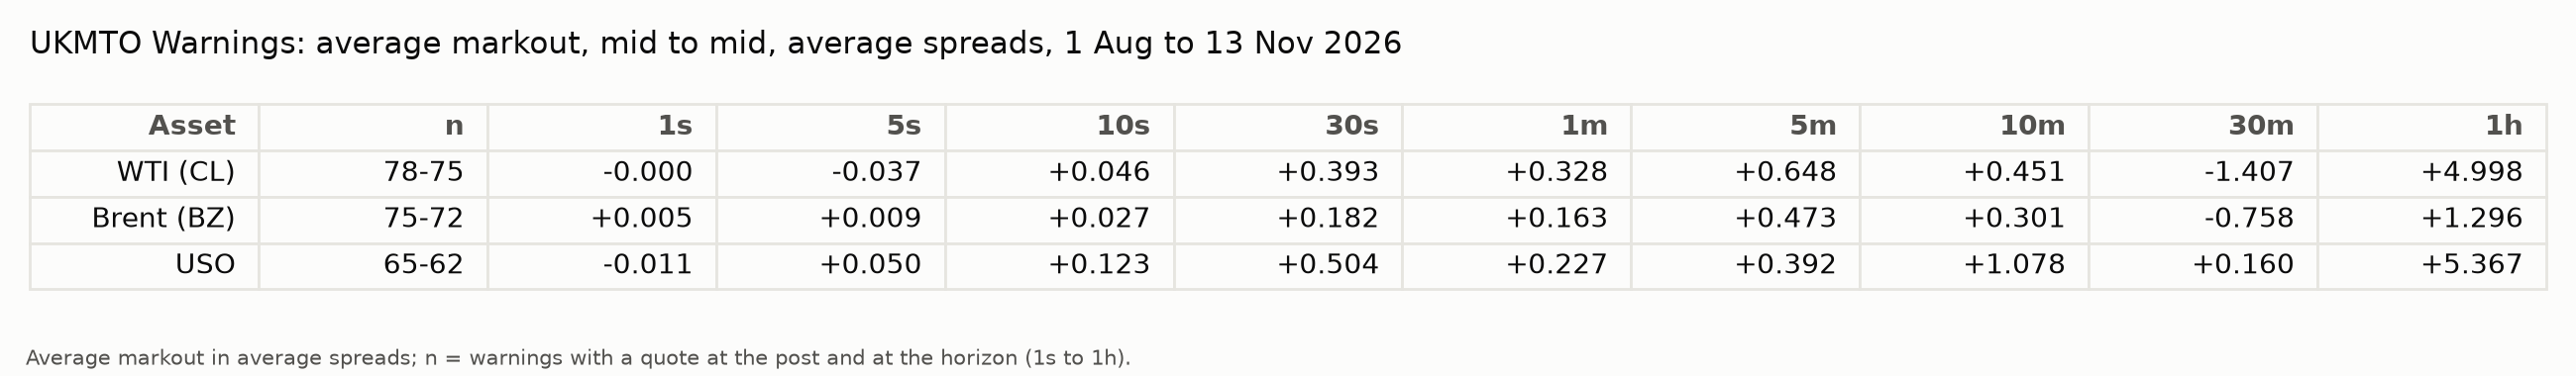 UKMTO Warnings: average markout, mid to mid, average spreads, 1 Aug to 13 Nov 2026
Asset n 1s 5s 10s 30s 1m 5m 10m 30m 1h
WTI (CL) 78-75 -0.000 -0.037 +0.046 +0.393 +0.328 +0.648 +0.451 -1.407 +4.998
Brent (BZ) 75-72 +0.005 +0.009 +0.027 +0.182 +0.163 +0.473 +0.301 -0.758 +1.296
USO 65-62 -0.011 +0.050 +0.123 +0.504 +0.227 +0.392 +1.078 +0.160 +5.367
Average markout in average spreads; n = warnings with a quote at the post and at the horizon (1s to 1h).